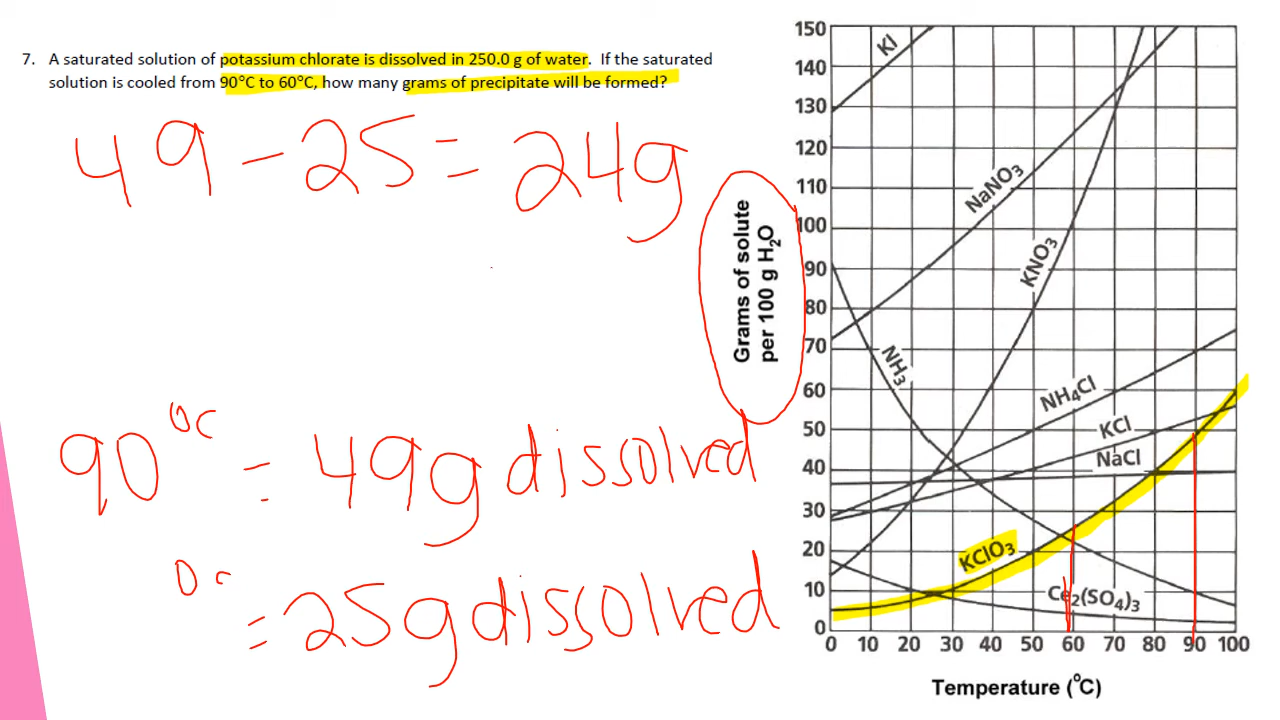 7. A saturated solution of potassium chlorate is dissolved in 250.0 g of water. If the saturated
solution is cooled from 90°C to 60°C, how many grams of precipitate will be formed?
49 - 25 = 24g
90 °C = 49g dissolved
°C = 25g dissolved
Grams of solute
per 100 g H₂O
150
140
130
120
110
100
90
80
70
60
50
40
30
20
10
0
KI
NaNO₃
KNO₃
NH₃
NH₄Cl
KCl
NaCl
KClO₃
Ce₂(SO₄)₃
0 10 20 30 40 50 60 70 80 90 100
Temperature (°C)